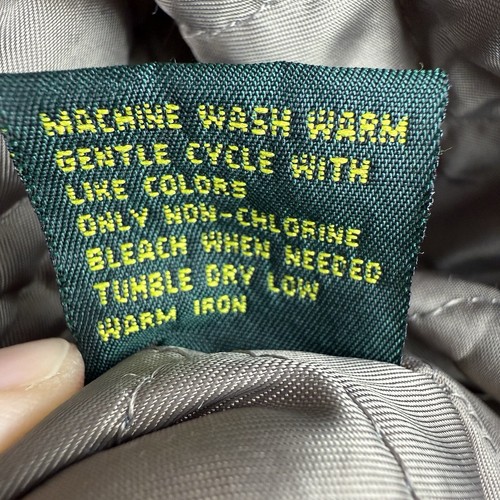 MACHINE WASH WARM
GENTLE CYCLE WITH
LIKE COLORS
ONLY NON-CHLORINE
BLEACH WHEN NEEDED
TUMBLE DRY LOW
WARM IRON